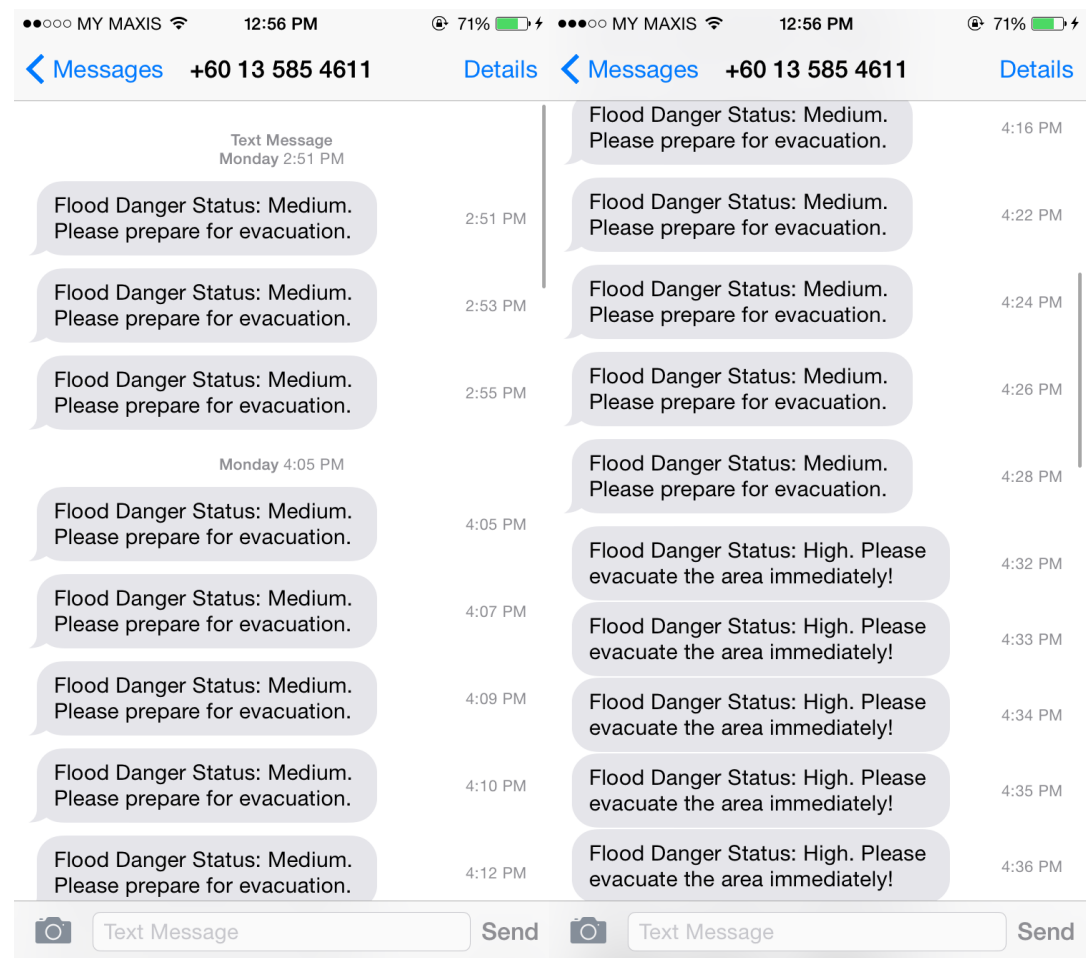 MY MAXIS 12:56 PM 71%
Messages +60 13 585 4611 Details
Text Message
Monday 2:51 PM
Flood Danger Status: Medium.
Please prepare for evacuation.
2:51 PM
Flood Danger Status: Medium.
Please prepare for evacuation.
2:53 PM
Flood Danger Status: Medium.
Please prepare for evacuation.
2:55 PM
Monday 4:05 PM
Flood Danger Status: Medium.
Please prepare for evacuation.
4:05 PM
Flood Danger Status: Medium.
Please prepare for evacuation.
4:07 PM
Flood Danger Status: Medium.
Please prepare for evacuation.
4:09 PM
Flood Danger Status: Medium.
Please prepare for evacuation.
4:10 PM
Flood Danger Status: Medium.
Please prepare for evacuation.
4:12 PM
Text Message Send
MY MAXIS 12:56 PM 71%
Messages +60 13 585 4611 Details
Flood Danger Status: Medium.
Please prepare for evacuation.
4:16 PM
Flood Danger Status: Medium.
Please prepare for evacuation.
4:22 PM
Flood Danger Status: Medium.
Please prepare for evacuation.
4:24 PM
Flood Danger Status: Medium.
Please prepare for evacuation.
4:26 PM
Flood Danger Status: Medium.
Please prepare for evacuation.
4:28 PM
Flood Danger Status: High. Please
evacuate the area immediately!
4:32 PM
Flood Danger Status: High. Please
evacuate the area immediately!
4:33 PM
Flood Danger Status: High. Please
evacuate the area immediately!
4:34 PM
Flood Danger Status: High. Please
evacuate the area immediately!
4:35 PM
Flood Danger Status: High. Please
evacuate the area immediately!
4:36 PM
Text Message Send